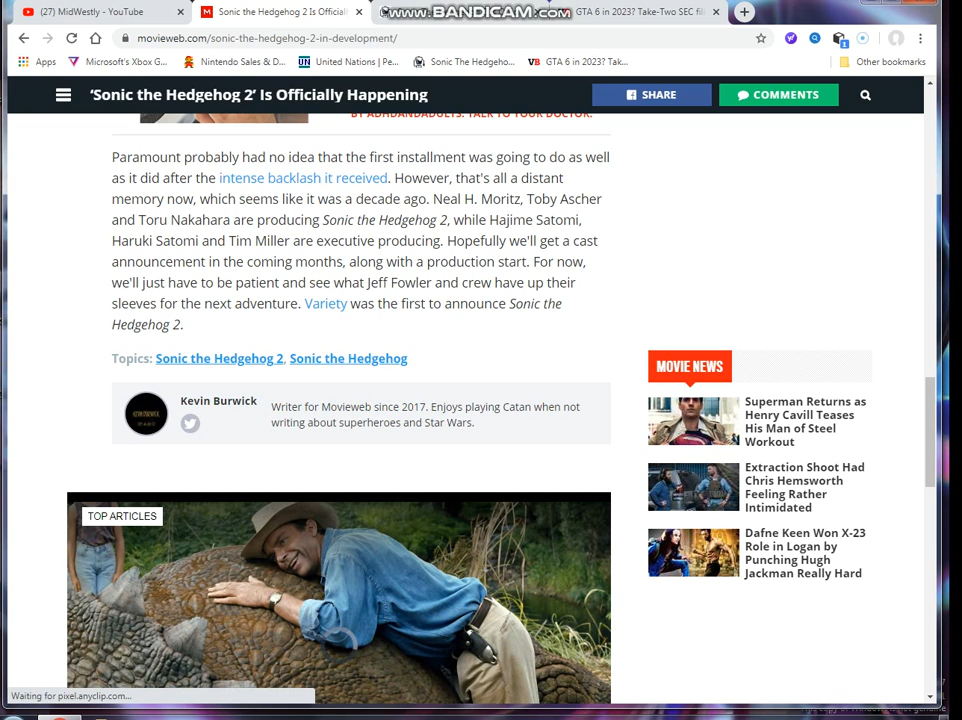 (27) MidWestly - YouTube
Sonic the Hedgehog 2 Is Official
www.BANDICAM.com
GTA 6 in 2023? Take-Two SEC fil
movieweb.com/sonic-the-hedgehog-2-in-development/
Apps
Microsoft's Xbox G...
Nintendo Sales & D...
United Nations | Pe...
Sonic The Hedgeho...
GTA 6 in 2023? Tak...
Other bookmarks
'Sonic the Hedgehog 2' Is Officially Happening
SHARE
COMMENTS
BY ADHDANDADULTS. TALK TO YOUR DOCTOR.
Paramount probably had no idea that the first installment was going to do as well
as it did after the intense backlash it received. However, that's all a distant
memory now, which seems like it was a decade ago. Neal H. Moritz, Toby Ascher
and Toru Nakahara are producing Sonic the Hedgehog 2, while Hajime Satomi,
Haruki Satomi and Tim Miller are executive producing. Hopefully we'll get a cast
announcement in the coming months, along with a production start. For now,
we'll just have to be patient and see what Jeff Fowler and crew have up their
sleeves for the next adventure. Variety was the first to announce Sonic the
Hedgehog 2.
Topics: Sonic the Hedgehog 2, Sonic the Hedgehog
Kevin Burwick
Writer for Movieweb since 2017. Enjoys playing Catan when not
writing about superheroes and Star Wars.
TOP ARTICLES
MOVIE NEWS
Superman Returns as
Henry Cavill Teases
His Man of Steel
Workout
Extraction Shoot Had
Chris Hemsworth
Feeling Rather
Intimidated
Dafne Keen Won X-23
Role in Logan by
Punching Hugh
Jackman Really Hard
Waiting for pixel.anyclip.com...